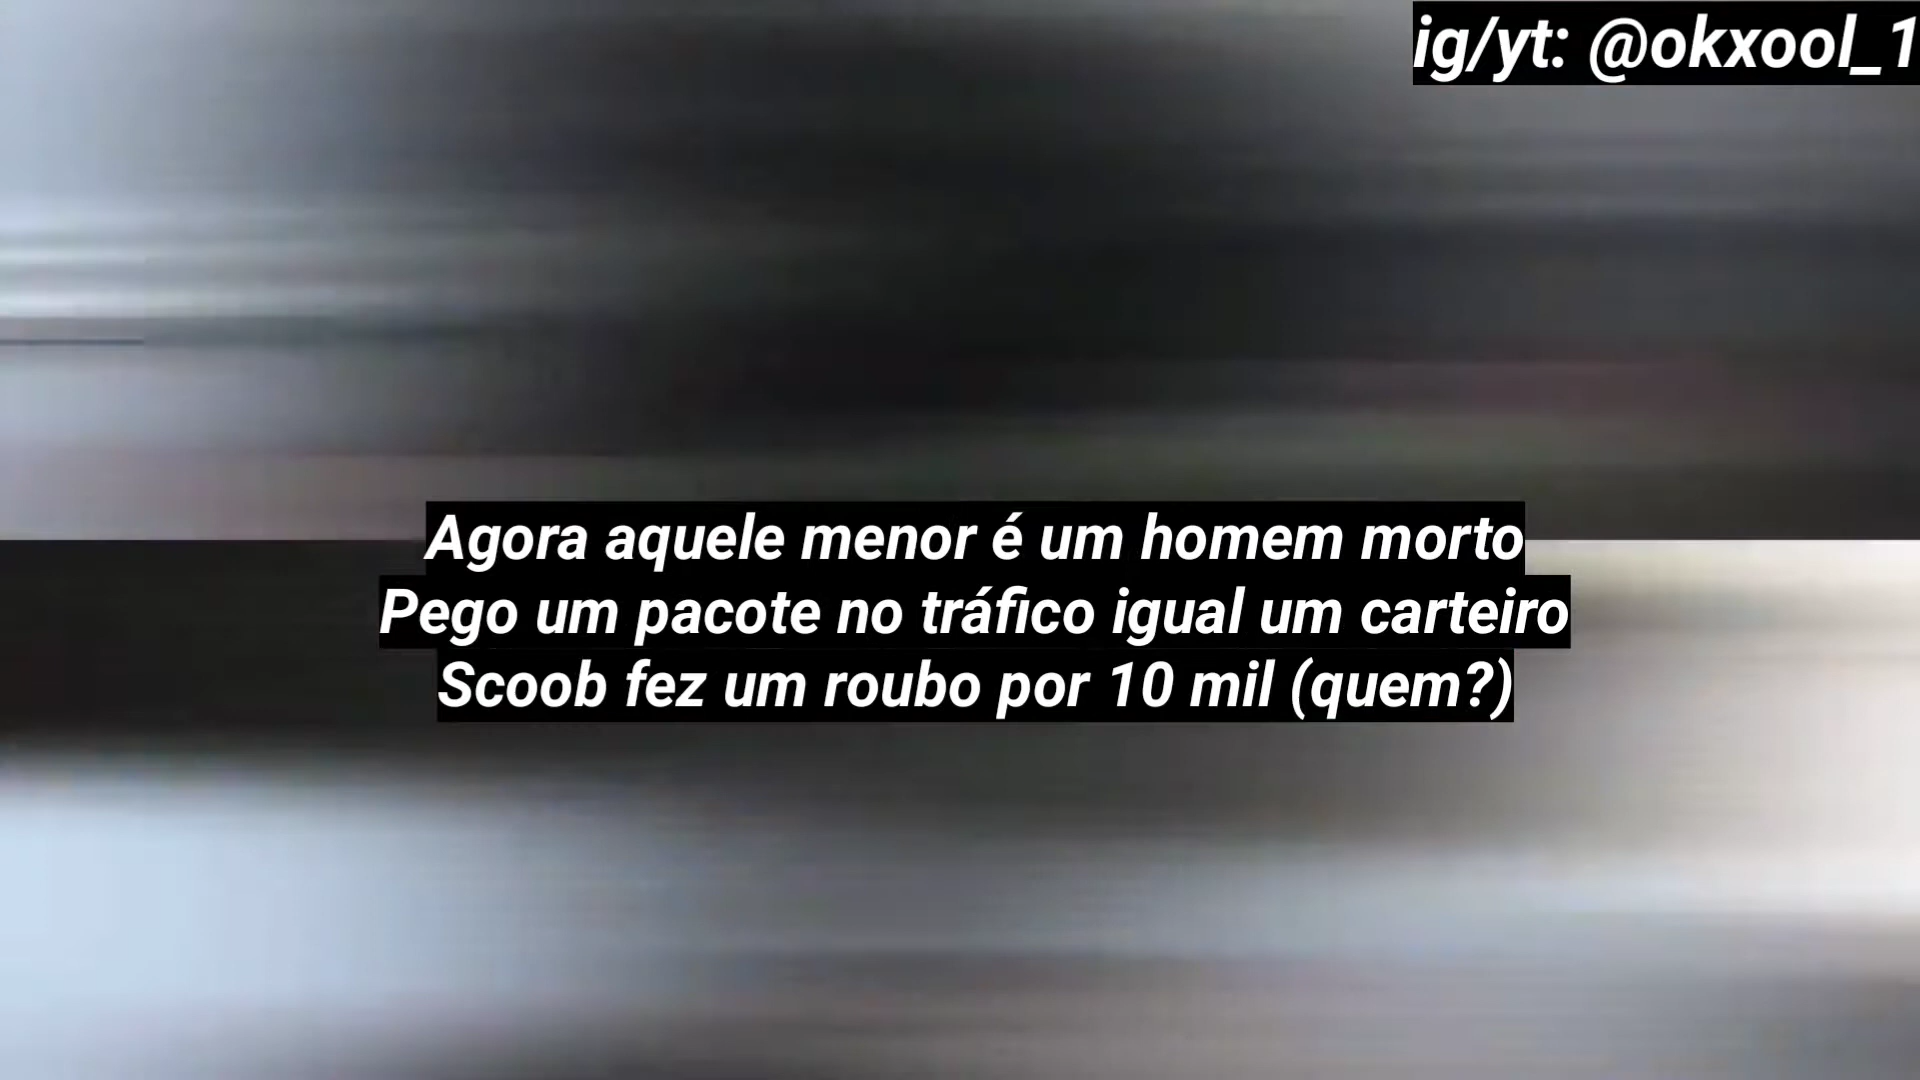 ig/yt: @okxool_1
Agora aquele menor é um homem morto
Pego um pacote no tráfico igual um carteiro
Scoob fez um roubo por 10 mil (quem?)